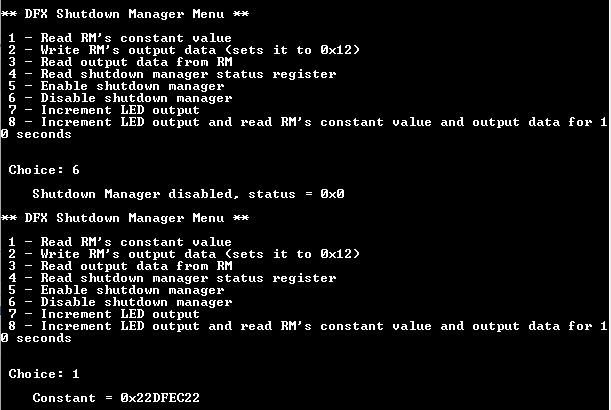 ** DFX Shutdown Manager Menu **
1 - Read RM's constant value
2 - Write RM's output data (sets it to 0x12)
3 - Read output data from RM
4 - Read shutdown manager status register
5 - Enable shutdown manager
6 - Disable shutdown manager
7 - Increment LED output
8 - Increment LED output and read RM's constant value and output data for 1
0 seconds
Choice: 6
Shutdown Manager disabled, status = 0x0
** DFX Shutdown Manager Menu **
1 - Read RM's constant value
2 - Write RM's output data (sets it to 0x12)
3 - Read output data from RM
4 - Read shutdown manager status register
5 - Enable shutdown manager
6 - Disable shutdown manager
7 - Increment LED output
8 - Increment LED output and read RM's constant value and output data for 1
0 seconds
Choice: 1
Constant = 0x22DFEC22